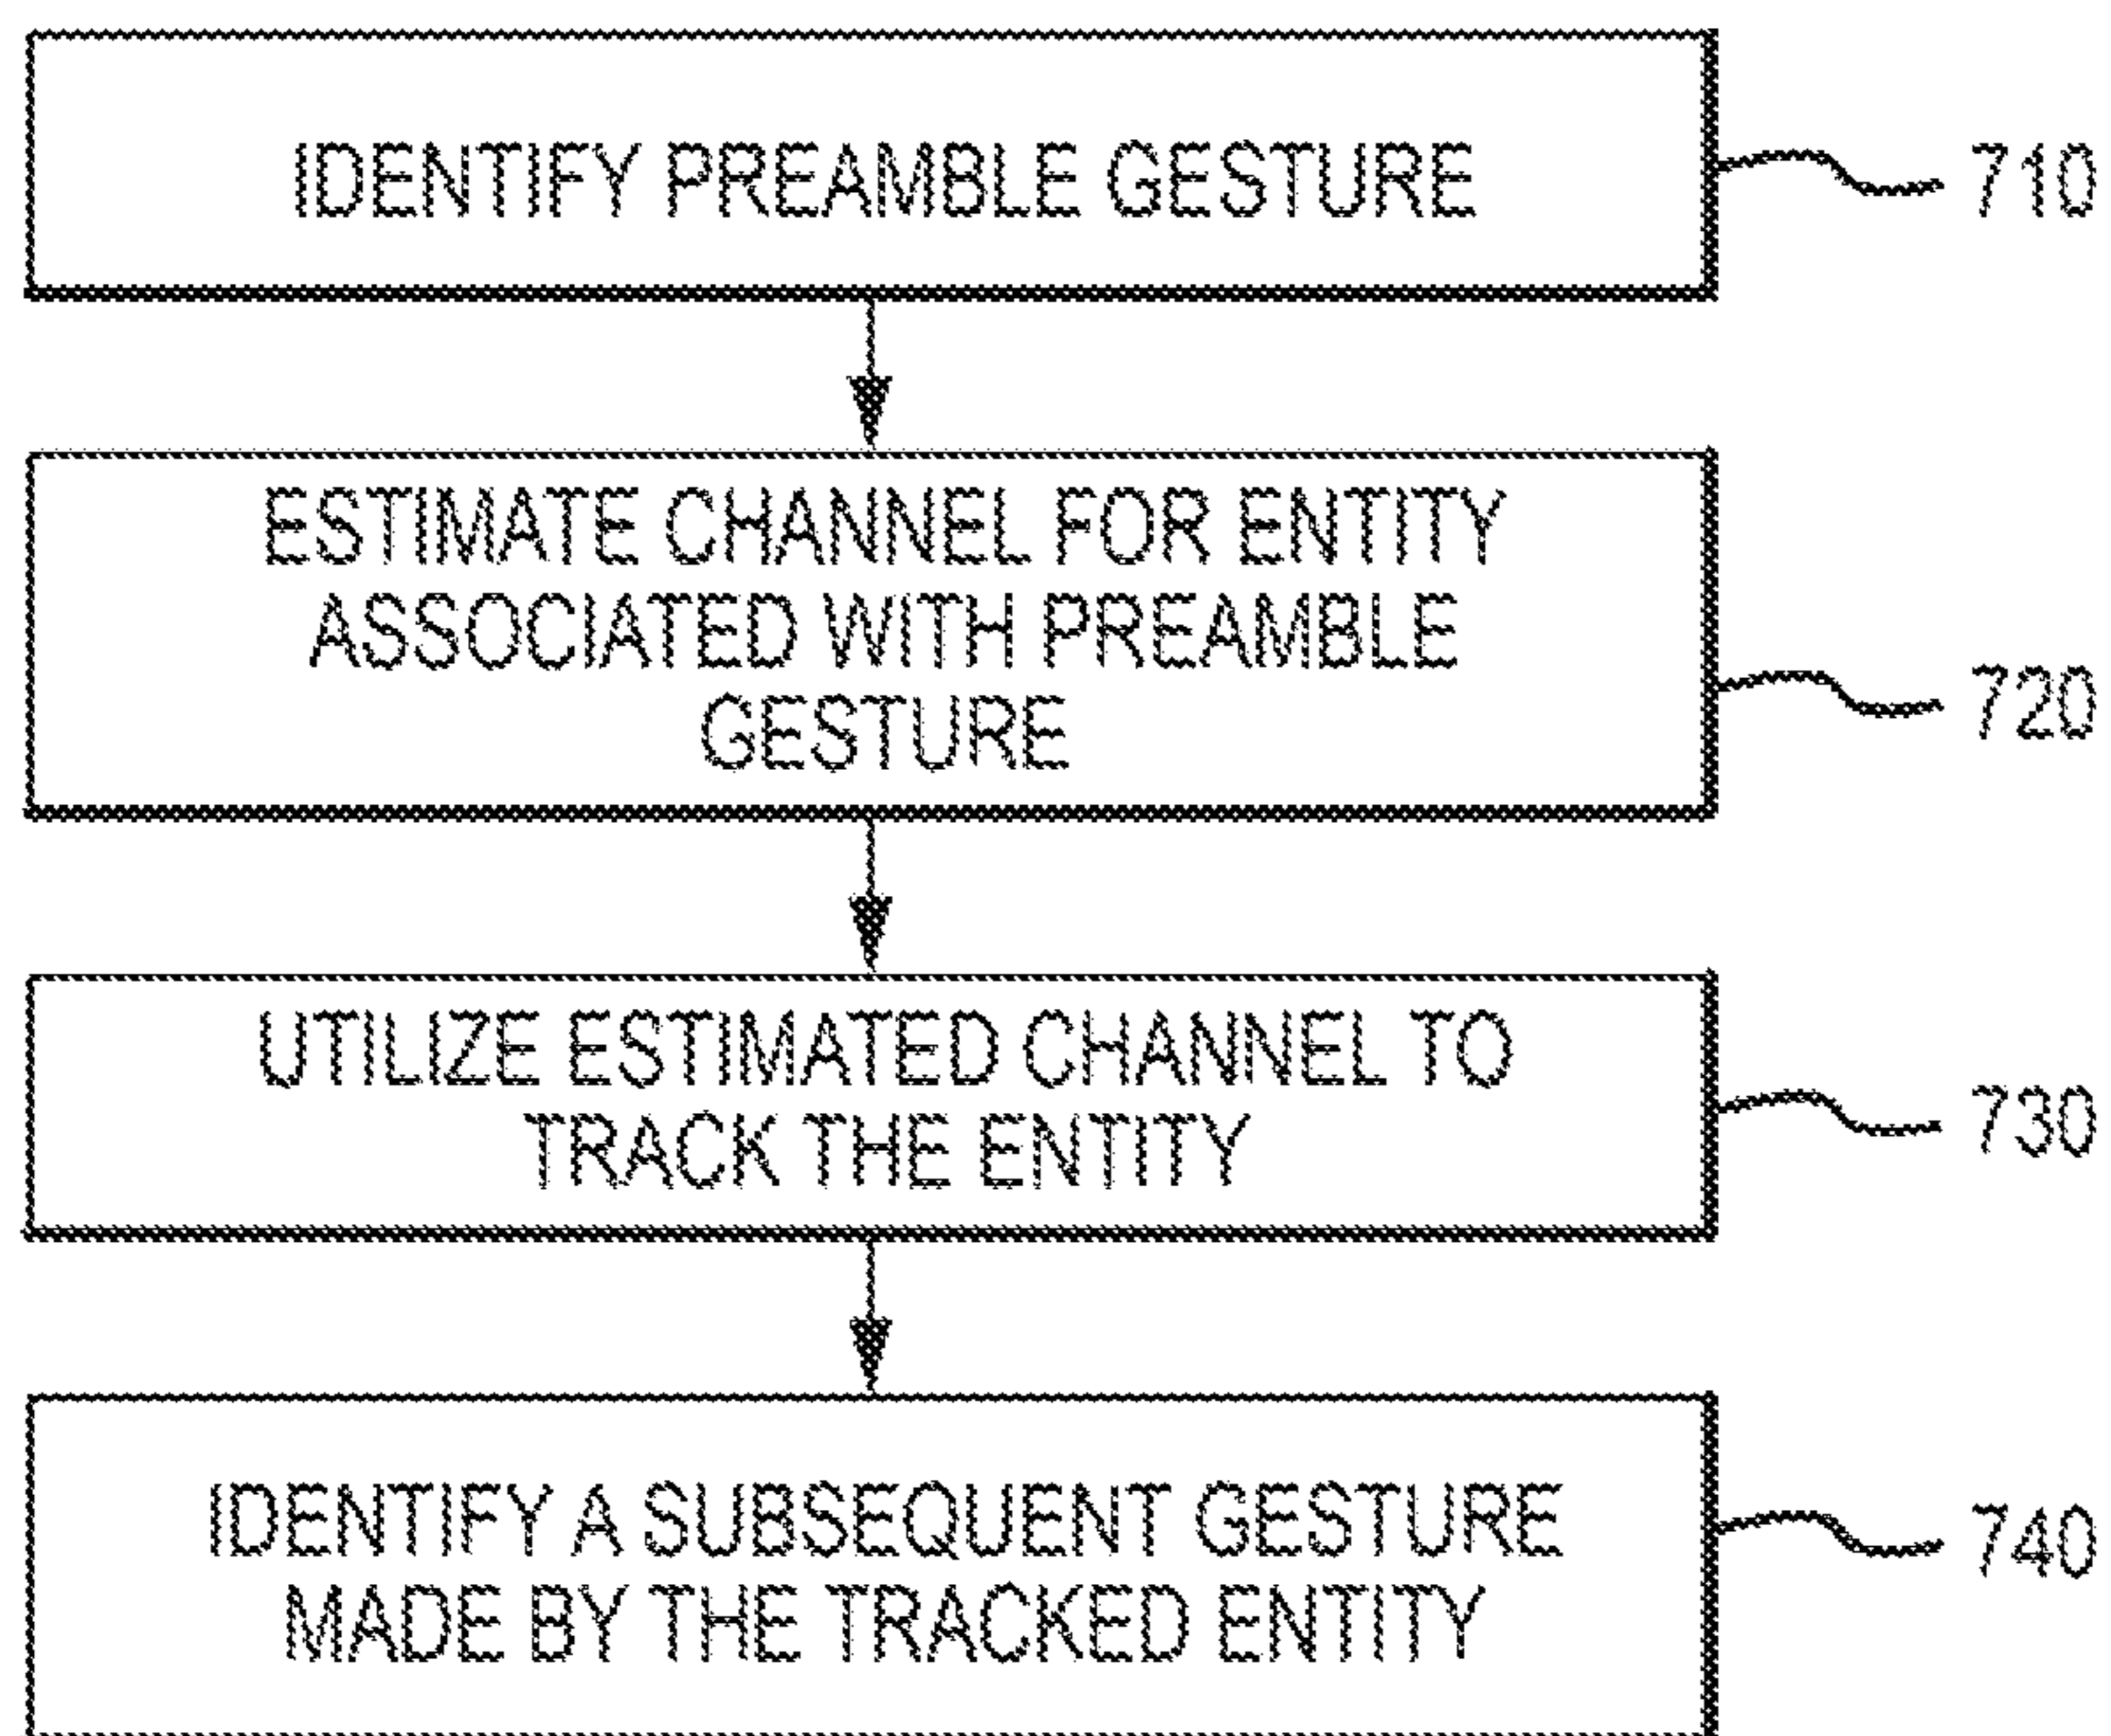 IDENTIFY PREAMBLE GESTURE
710
ESTIMATE CHANNEL FOR ENTITY
ASSOCIATED WITH PREAMBLE
GESTURE
720
UTILIZE ESTIMATED CHANNEL TO
TRACK THE ENTITY
730
IDENTIFY A SUBSEQUENT GESTURE
MADE BY THE TRACKED ENTITY
740